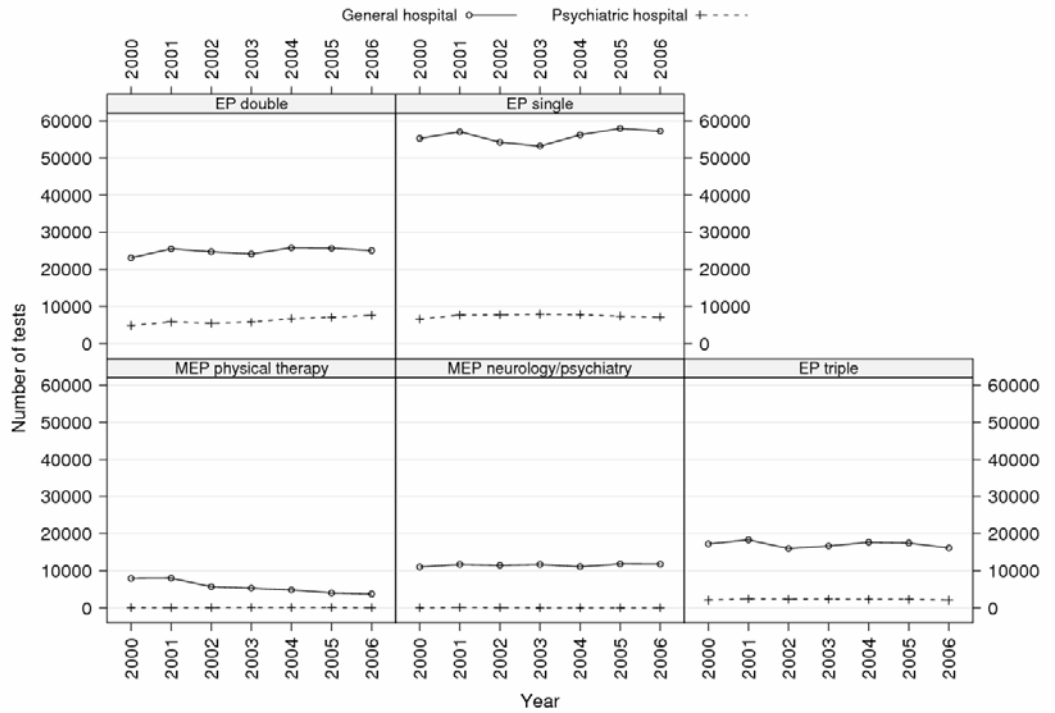 General hospital Psychiatric hospital
2000 2001 2002 2003 2004 2005 2006 2000 2001 2002 2003 2004 2005 2006
EP double EP single
60000 60000
50000 50000
40000 40000
30000 30000
20000 20000
10000 10000
0 0
Number of tests
MEP physical therapy MEP neurology/psychiatry EP triple
60000 60000
50000 50000
40000 40000
30000 30000
20000 20000
10000 10000
0 0
2000 2001 2002 2003 2004 2005 2006 2000 2001 2002 2003 2004 2005 2006 2000 2001 2002 2003 2004 2005 2006
Year